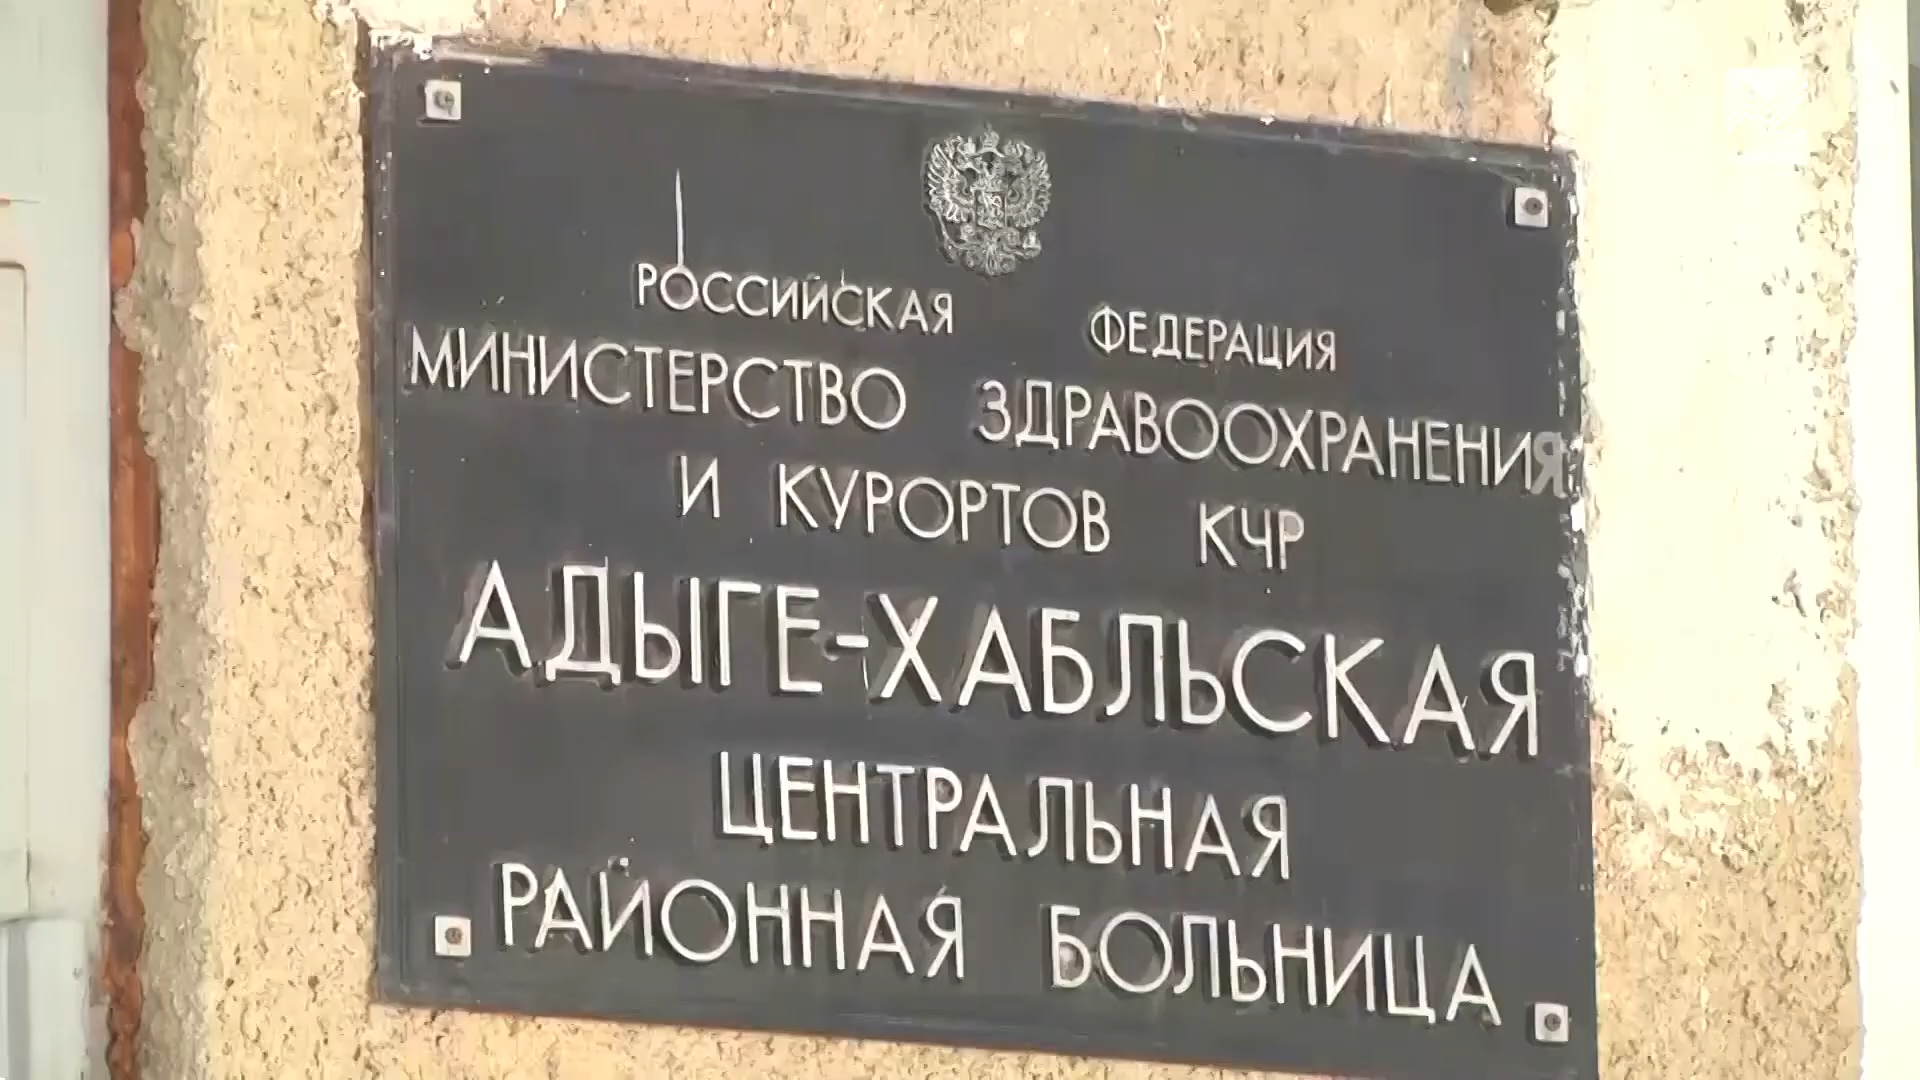 РОССИЙСКАЯ ФЕДЕРАЦИЯ
МИНИСТЕРСТВО ЗДРАВООХРАНЕНИЯ
И КУРОРТОВ КЧР
АДЫГЕ-ХАБЛЬСКАЯ
ЦЕНТРАЛЬНАЯ
РАЙОННАЯ БОЛЬНИЦА